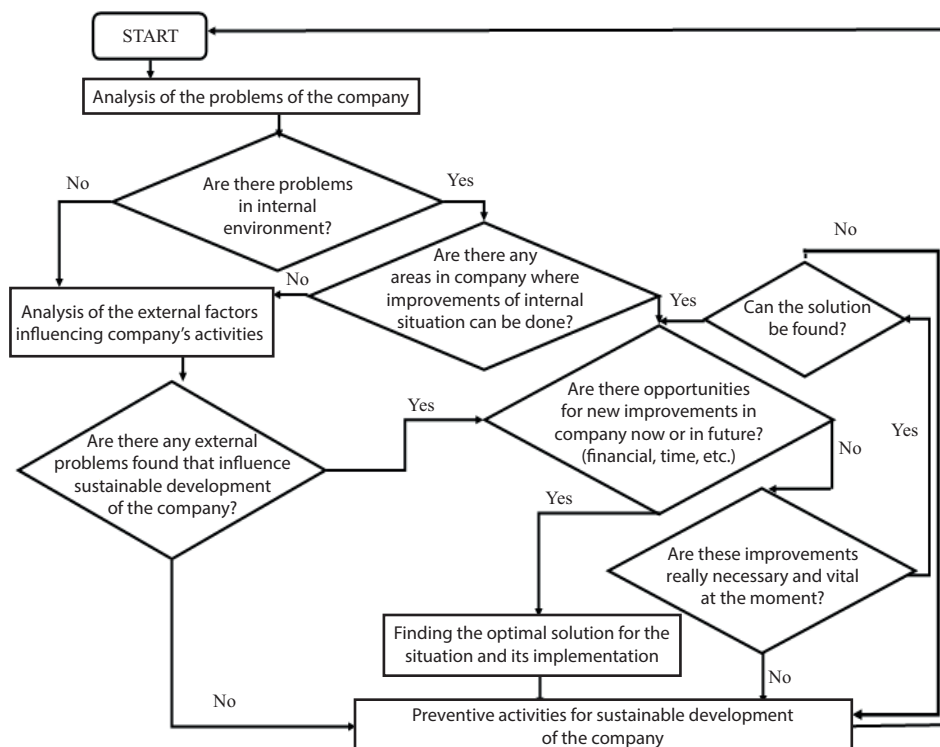 START
Analysis of the problems of the company
No
Yes
Are there problems
in internal
environment?
No
Are there any
areas in company where
improvements of internal
situation can be done?
No
Yes
Can the solution
be found?
Analysis of the external factors
influencing company's activities
Are there opportunities
for new improvements in
company now or in future?
(financial, time, etc.)
Yes
Yes
No
Are there any external
problems found that influence
sustainable development
of the company?
Yes
Are these improvements
really necessary and vital
at the moment?
Finding the optimal solution for the
situation and its implementation
No
No
Preventive activities for sustainable development
of the company